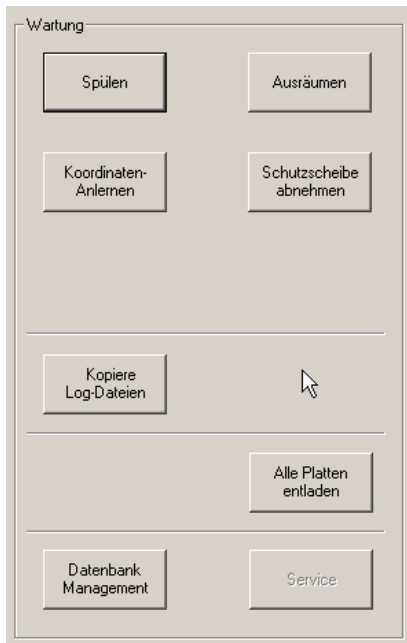 Wartung
Spülen
Ausräumen
Koordinaten-
Anlernen
Schutzscheibe
abnehmen
Kopiere
Log-Dateien
Alle Platten
entladen
Datenbank
Management
Service